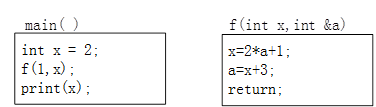 main( )
int x = 2;
f(1, x);
print(x);
f(int x, int &a)
x=2*a+1;
a=x+3;
return;